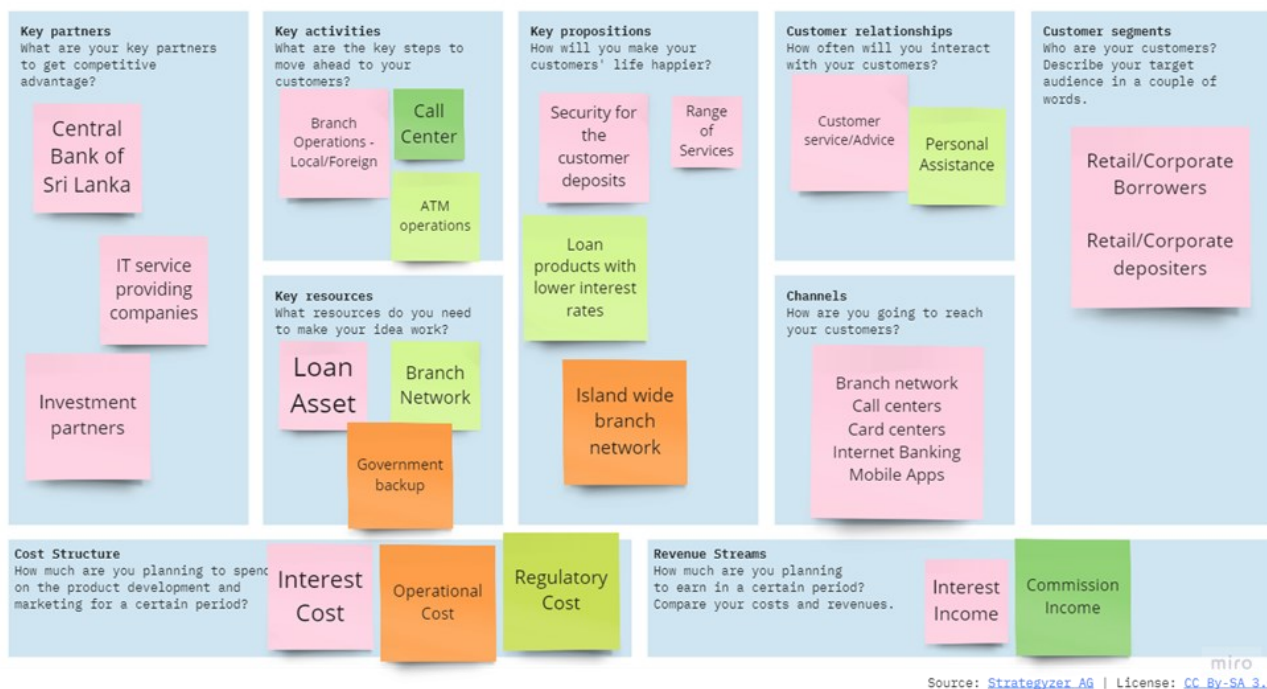 Key partners
What are your key partners
to get competitive
advantage?
Central
Bank of
Sri Lanka
IT service
providing
companies
Investment
partners
Key activities
What are the key steps to
move ahead to your
customers?
Branch
Operations -
Local/Foreign
Call
Center
ATM
operations
Key resources
What resources do you need
to make your idea work?
Loan
Asset
Branch
Network
Government
backup
Key propositions
How will you make your
customers' life happier?
Security for
the
customer
deposits
Range
of
Services
Loan
products with
lower interest
rates
Island wide
branch
network
Customer relationships
How often will you interact
with your customers?
Customer
service/Advice
Personal
Assistance
Channels
How are you going to reach
your customers?
Branch network
Call centers
Card centers
Internet Banking
Mobile Apps
Customer segments
Who are your customers?
Describe your target
audience in a couple of
words.
Retail/Corporate
Borrowers
Retail/Corporate
depositers
Cost Structure
How much are you planning to spend
on the product development and
marketing for a certain period?
Interest
Cost
Operational
Cost
Regulatory
Cost
Revenue Streams
How much are you planning
to earn in a certain period?
Compare your costs and revenues.
Interest
Income
Commission
Income
miro
Source: Strategyzer AG | License: CC By-SA 3.